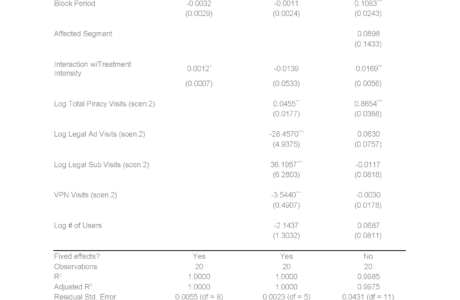 Block Period -0.0032 -0.0011 0.1083***
(0.0029) (0.0024) (0.0243)
Affected Segment 0.0898
(0.1433)
Interaction w/Treatment
Intensity 0.0012* -0.0139 0.0169**
(0.0007) (0.0533) (0.0056)
Log Total Piracy Visits (scen.2) 0.0455** 0.8654***
(0.0177) (0.0388)
Log Legal Ad Visits (scen.2) -28.4570*** 0.0630
(4.9375) (0.0757)
Log Legal Sub Visits (scen.2) 36.1957*** -0.0117
(6.2803) (0.0818)
VPN Visits (scen.2) -3.5440*** -0.0030
(0.4907) (0.0178)
Log # of Users -2.1437 0.0687
(1.3032) (0.0811)
Fixed effects? Yes Yes No
Observations 20 20 20
R² 1.0000 1.0000 0.9985
Adjusted R² 1.0000 1.0000 0.9975
Residual Std. Error 0.0055 (df = 8) 0.0023 (df = 5) 0.0431 (df = 11)